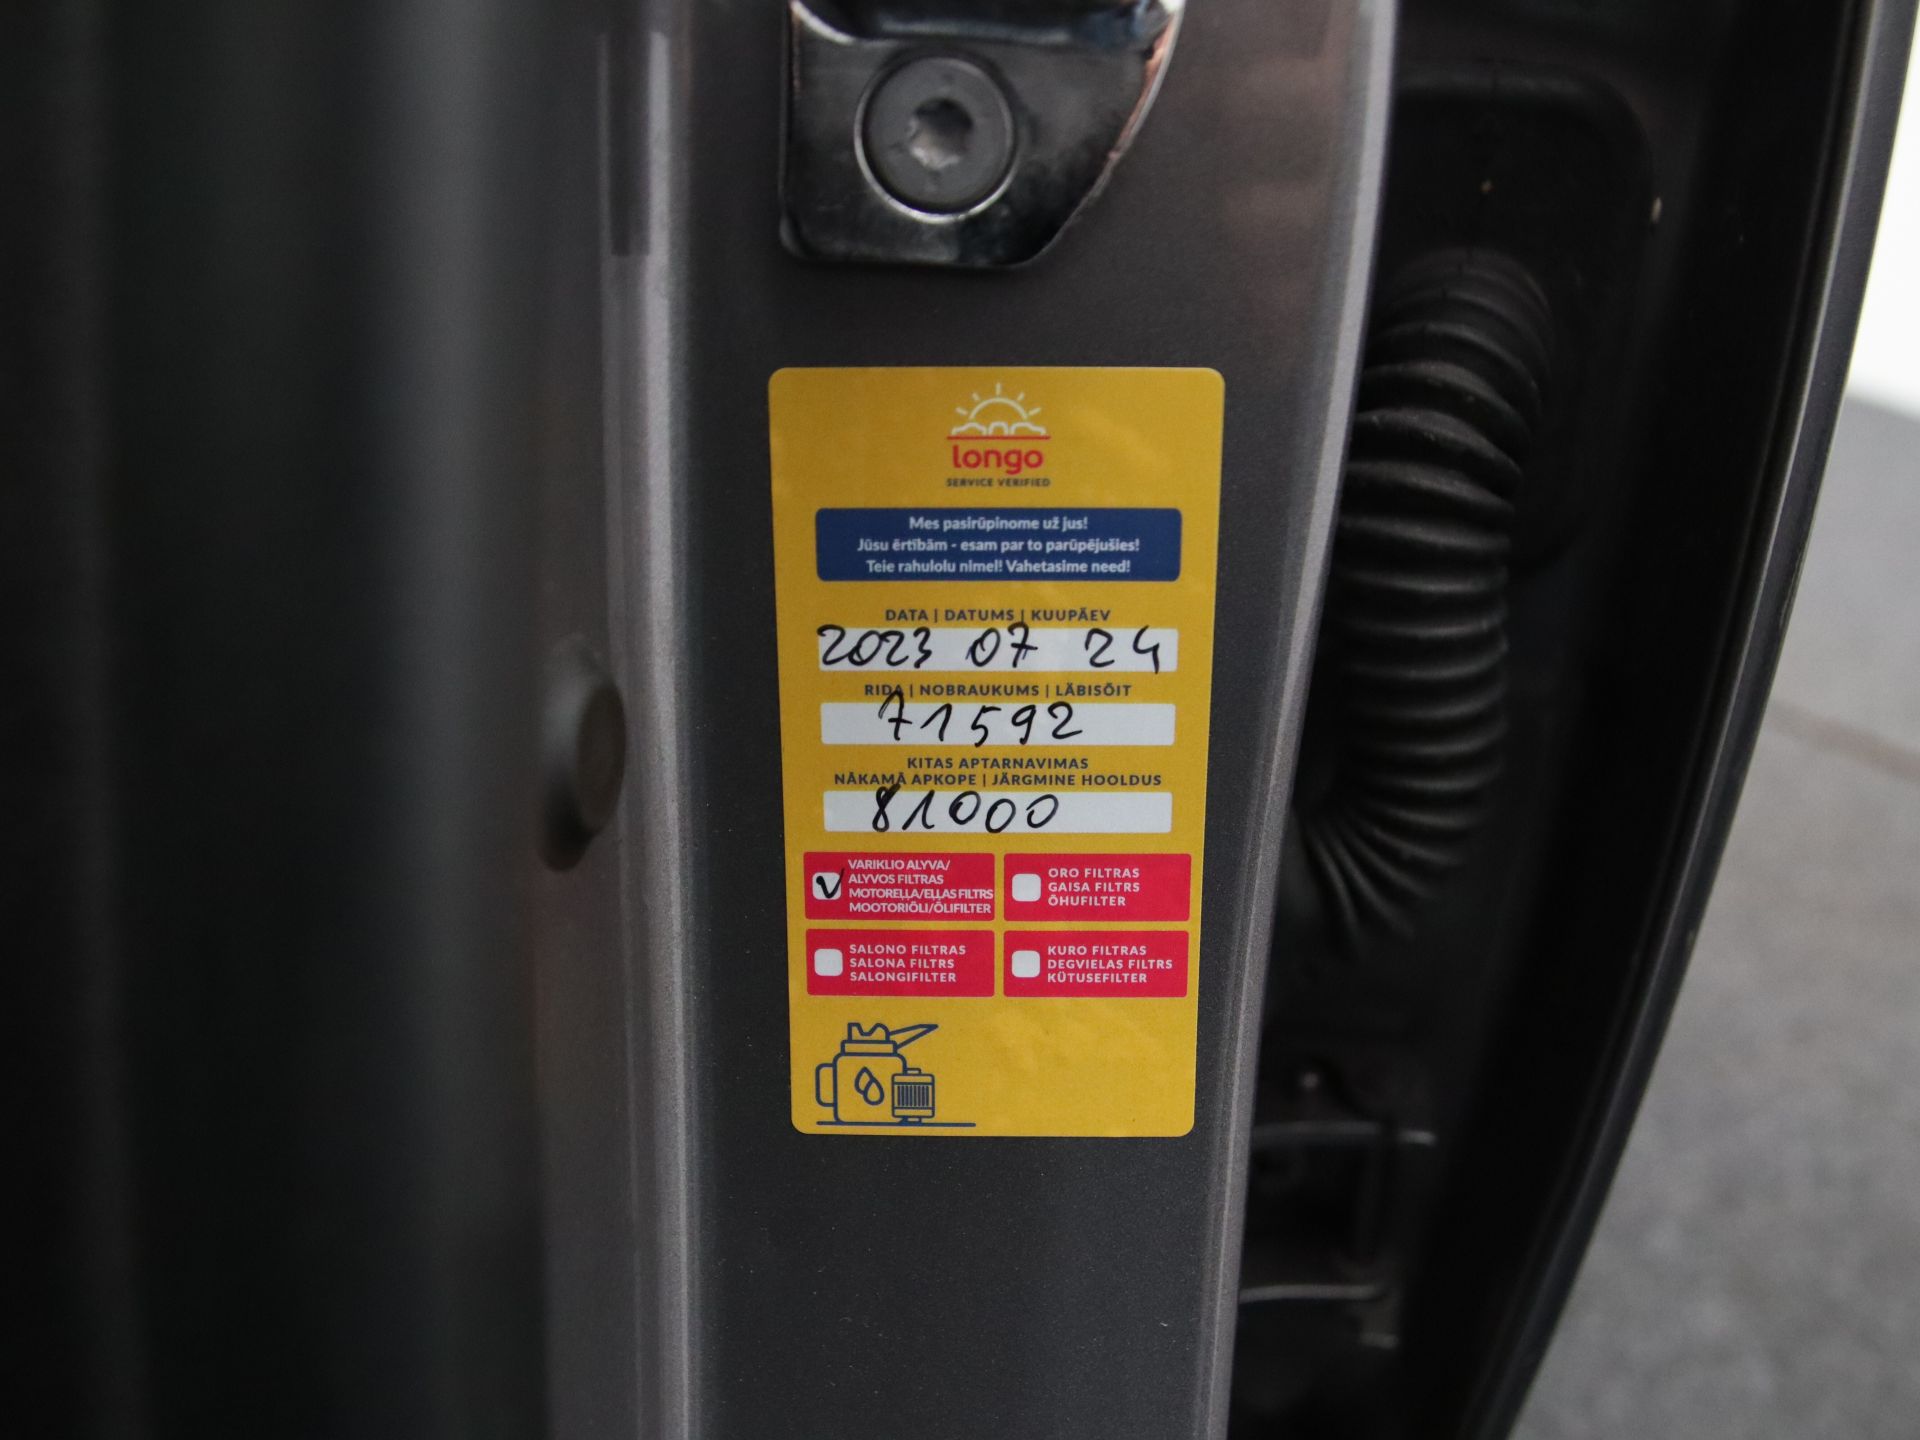 longo
SERVICE VERIFIED
Mes pasirūpinome už jus!
Jūsu ērtībām - esam par to parūpējušies!
Teie rahulolu nimel! Vahetasime need!
DATA | DATUMS | KUUPÄEV
2023 07 24
RIDA | NOBRAUKUMS | LÄBISÕIT
71592
KITAS APTARNAVIMAS
NĀKAMĀ APKOPE | JÄRGMINE HOOLDUS
81000
VARIKLIO ALYVA/
ALYVOS FILTRAS
MOTOREĻĻA/EĻĻAS FILTRS
MOOTORIÕLI/ÕLIFILTER
ORO FILTRAS
GAISA FILTRS
ÕHUFILTER
SALONO FILTRAS
SALONA FILTRS
SALONGIFILTER
KURO FILTRAS
DEGVIELAS FILTRS
KÜTUSEFILTER